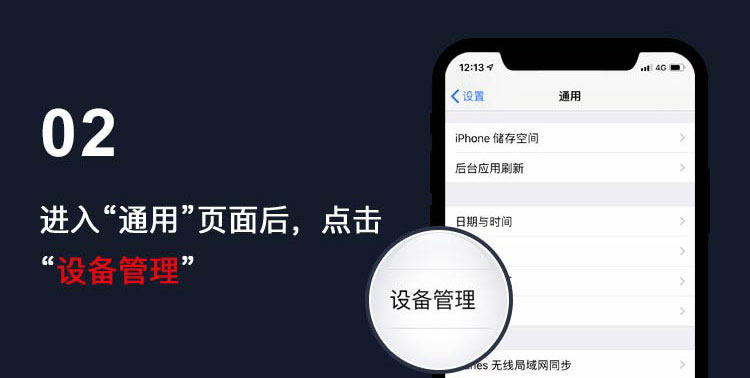 02
进入“通用”页面后，点击
“设备管理”
12:13
4G
设置
通用
iPhone 储存空间
后台应用刷新
日期与时间
设备管理
无线局域网同步